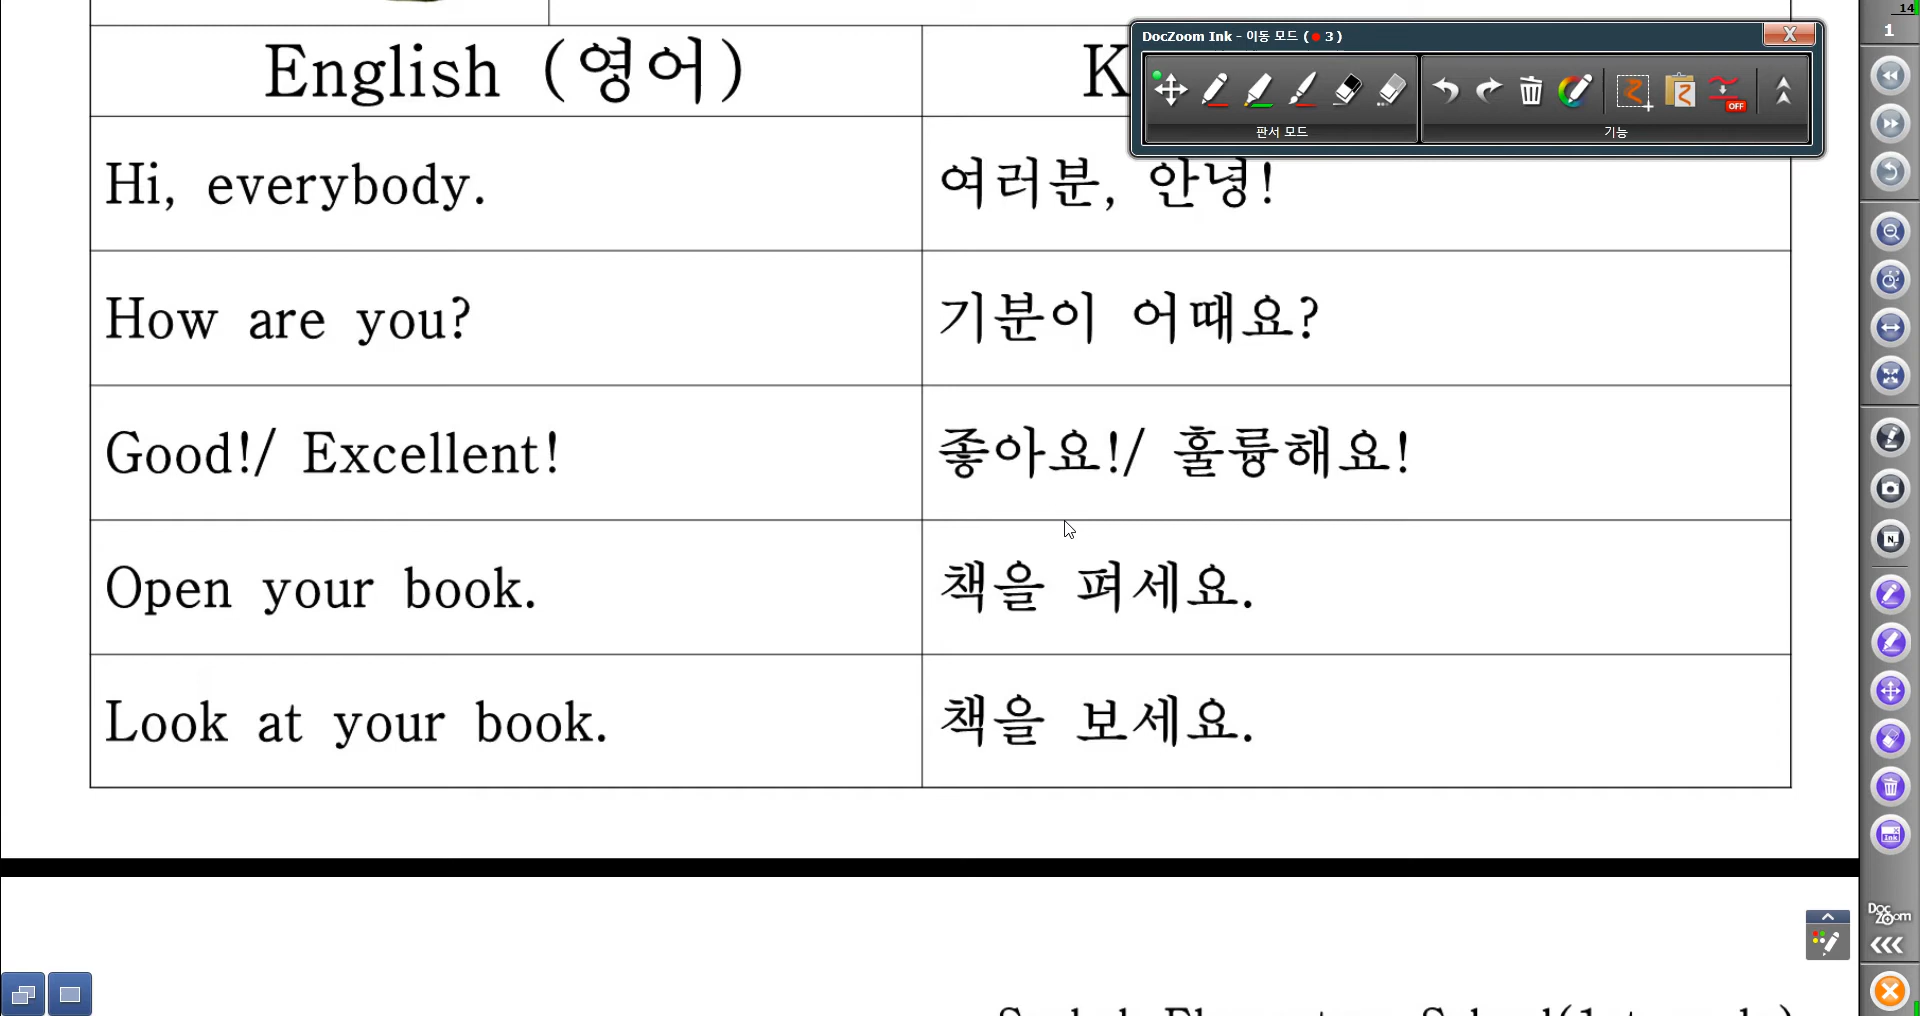 14
1
DocZoom Ink - 이동 모드 ( 3 )
OFF
판서 모드
기능
English (영어)
K
Hi, everybody.
여러분, 안녕!
How are you?
기분이 어때요?
Good!/ Excellent!
좋아요!/ 훌륭해요!
Open your book.
책을 펴세요.
Look at your book.
책을 보세요.
N
Ink
DocZoom